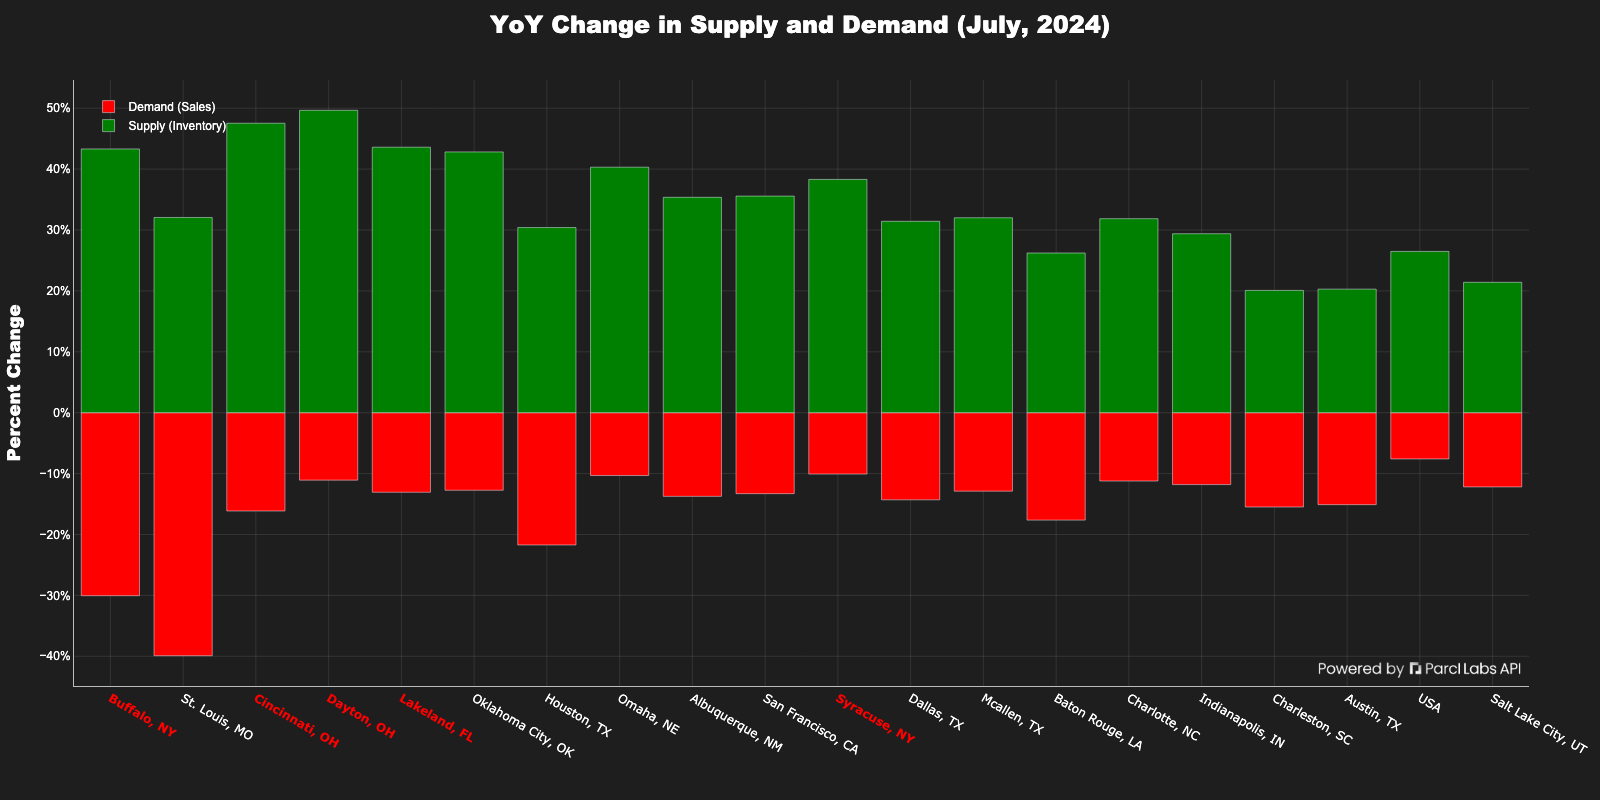 YoY Change in Supply and Demand (July, 2024)
Demand (Sales)
Supply (Inventory)
Percent Change
50%
40%
30%
20%
10%
0%
−10%
−20%
−30%
−40%
Powered by Parcl Labs API
Buffalo, NY
St. Louis, MO
Cincinnati, OH
Dayton, OH
Lakeland, FL
Oklahoma City, OK
Houston, TX
Omaha, NE
Albuquerque, NM
San Francisco, CA
Syracuse, NY
Dallas, TX
Mcallen, TX
Baton Rouge, LA
Charlotte, NC
Indianapolis, IN
Charleston, SC
Austin, TX
USA
Salt Lake City, UT